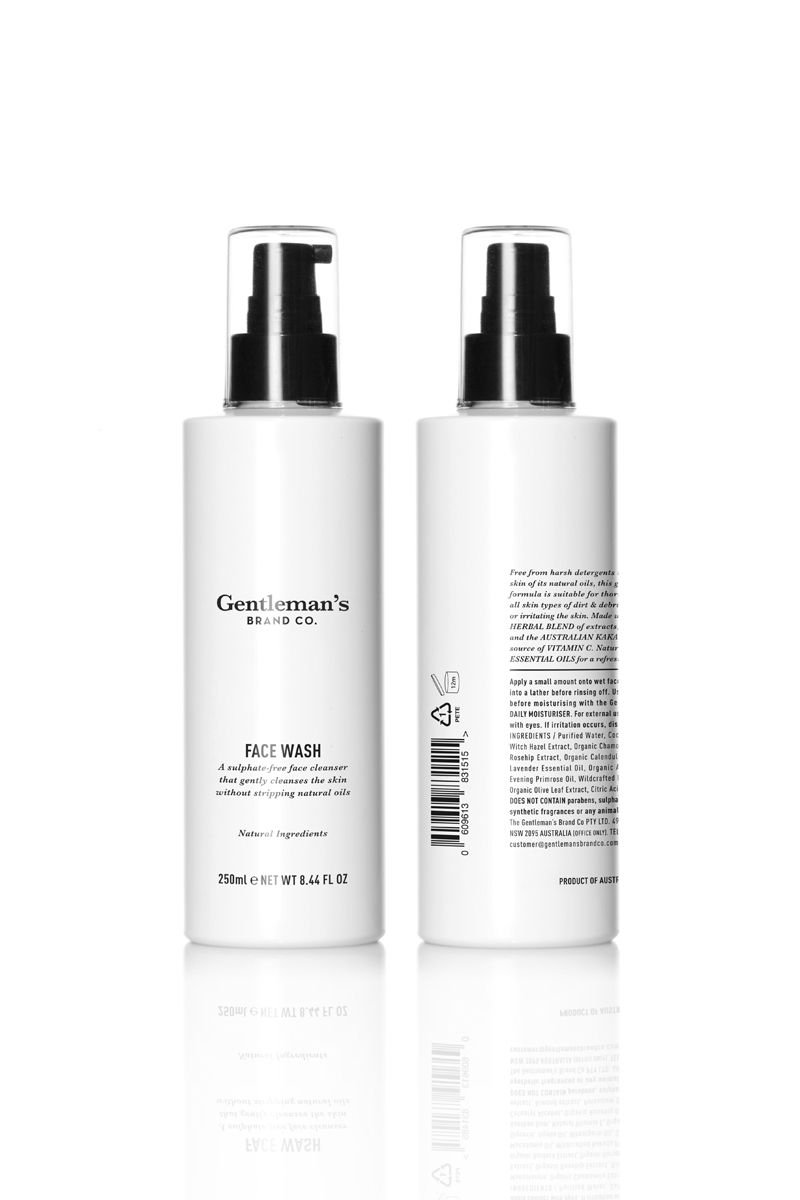 Gentleman's
BRAND CO.
FACE WASH
A sulphate-free face cleanser
that gently cleanses the skin
without stripping natural oils
Natural Ingredients
250ml ℮ NET WT 8.44 FL OZ
12m
1
PETE
0 609613 831515 >
Free from harsh detergents
skin of its natural oils, this
formula is suitable for
all skin types of dirt &
or irritating the skin. Made
HERBAL BLEND of extracts,
and the AUSTRALIAN
source of VITAMIN C.
ESSENTIAL OILS for a
Apply a small amount onto wet
into a lather before rinsing off.
before moisturising with the
DAILY MOISTURISER. For external
with eyes. If irritation occurs,
INGREDIENTS / Purified Water,
Witch Hazel Extract, Organic
Rosehip Extract, Organic
Lavender Essential Oil, Organic
Evening Primrose Oil, Wildcrafted
Organic Olive Leaf Extract, Citric
DOES NOT CONTAIN parabens,
synthetic fragrances or any
The Gentleman's Brand Co PTY LTD.
NSW 2095 AUSTRALIA (OFFICE ONLY).
customer@gentlemansbrandco.com
PRODUCT OF